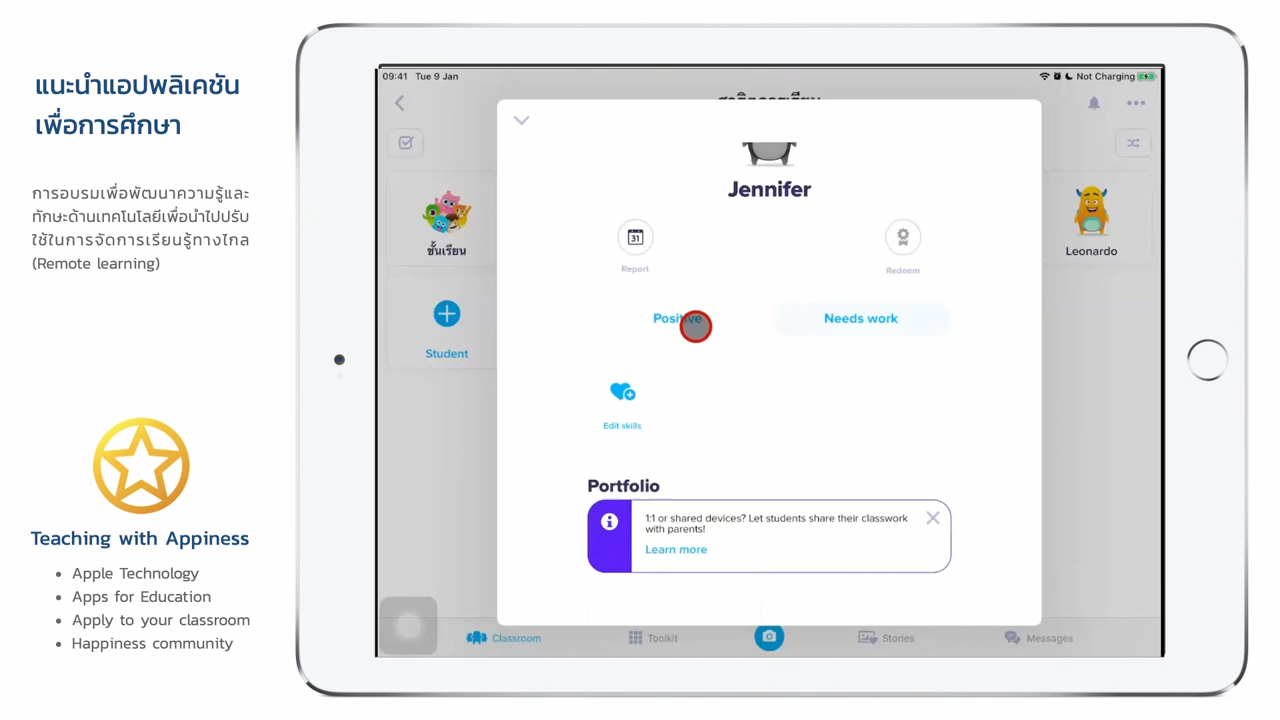 แนะนำแอปพลิเคชัน
เพื่อการศึกษา
การอบรมเพื่อพัฒนาความรู้และ
ทักษะด้านเทคโนโลยีเพื่อนำไปปรับ
ใช้ในการจัดการเรียนรู้ทางไกล
(Remote learning)
Teaching with Appiness
Apple Technology
Apps for Education
Apply to your classroom
Happiness community
09:41 Tue 9 Jan
Not Charging
Jennifer
31
Report
Redeem
Positive
Needs work
Edit skills
Portfolio
1:1 or shared devices? Let students share their classwork
with parents!
Learn more
ชั้นเรียน
Leonardo
Student
Classroom
Toolkit
Stories
Messages